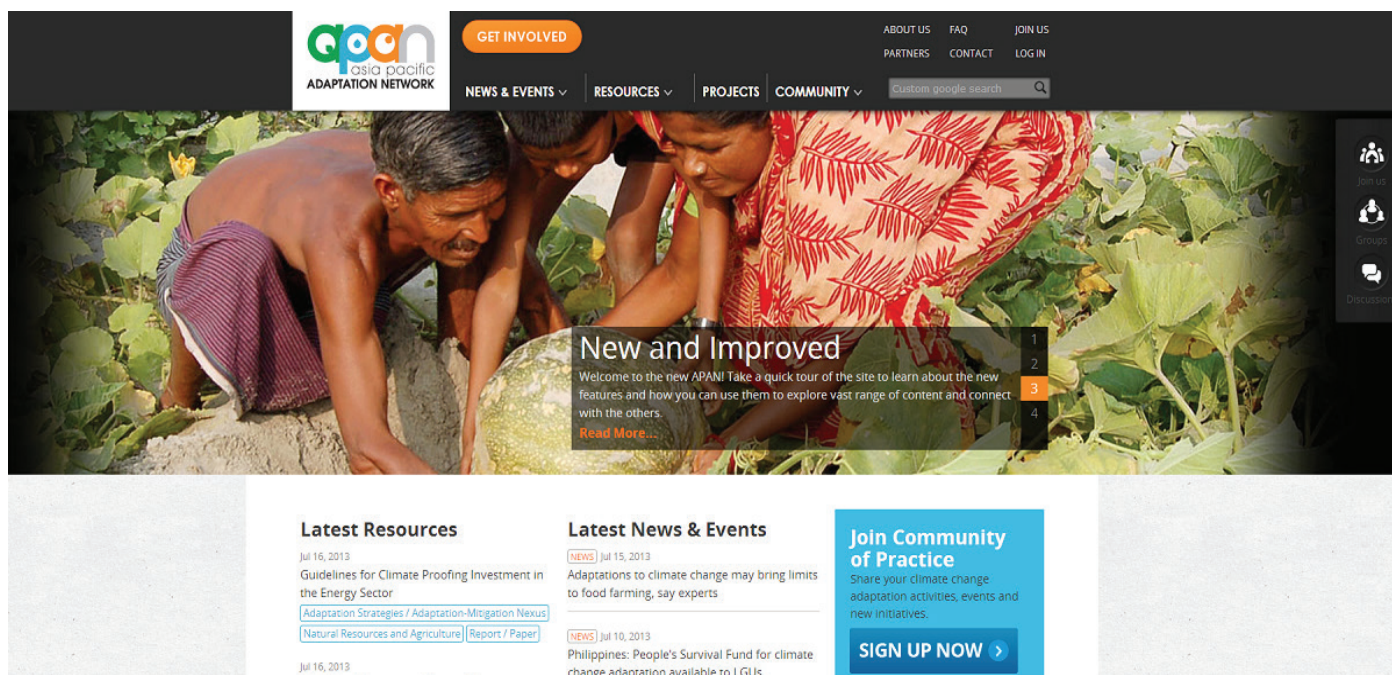 apan
asia pacific
ADAPTATION NETWORK
GET INVOLVED
ABOUT US FAQ JOIN US
PARTNERS CONTACT LOG IN
NEWS & EVENTS RESOURCES PROJECTS COMMUNITY
Custom google search
Join us
Groups
Discussion
New and Improved
Welcome to the new APAN! Take a quick tour of the site to learn about the new
features and how you can use them to explore vast range of content and connect
with the others.
Read More...
1
2
3
4
Latest Resources
Jul 16, 2013
Guidelines for Climate Proofing Investment in
the Energy Sector
Adaptation Strategies / Adaptation-Mitigation Nexus
Natural Resources and Agriculture Report / Paper
Jul 16, 2013
Latest News & Events
NEWS Jul 15, 2013
Adaptations to climate change may bring limits
to food farming, say experts
NEWS Jul 10, 2013
Philippines: People's Survival Fund for climate
change adaptation available to LGUs
Join Community
of Practice
Share your climate change
adaptation activities, events and
new initiatives.
SIGN UP NOW